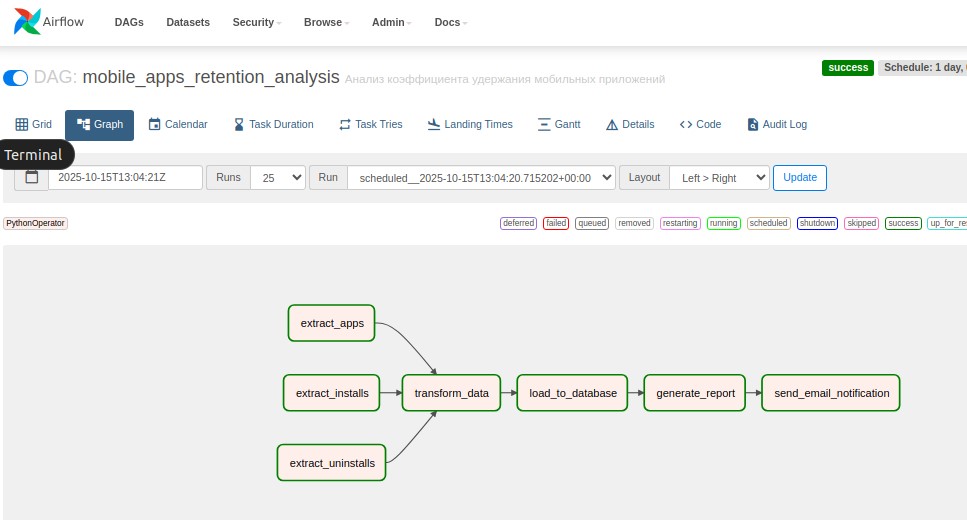 Airflow DAGs Datasets Security Browse Admin Docs
DAG: mobile_apps_retention_analysis Анализ коэффициента удержания мобильных приложений success Schedule: 1 day,
Grid Graph Calendar Task Duration Task Tries Landing Times Gantt Details Code Audit Log
Terminal
2025-10-15T13:04:21Z Runs 25 Run scheduled__2025-10-15T13:04:20.715202+00:00 Layout Left > Right Update
PythonOperator deferred failed queued removed restarting running scheduled shutdown skipped success up_for_res
extract_apps
extract_installs transform_data load_to_database generate_report send_email_notification
extract_uninstalls